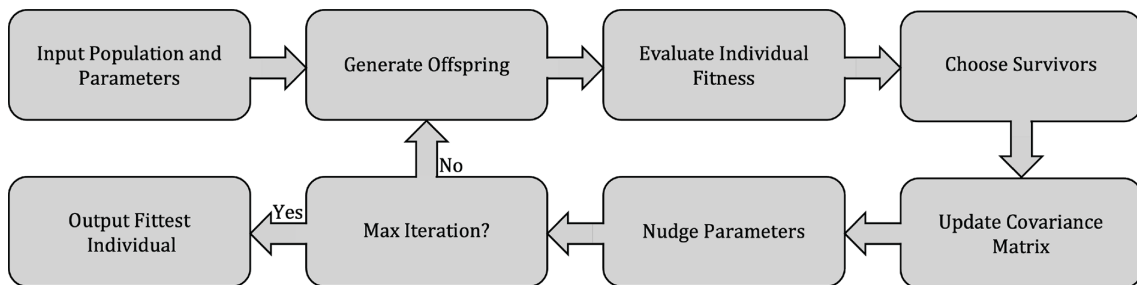 Input Population and
Parameters
Generate Offspring
Evaluate Individual
Fitness
Choose Survivors
No
Output Fittest
Individual
Yes
Max Iteration?
Nudge Parameters
Update Covariance
Matrix